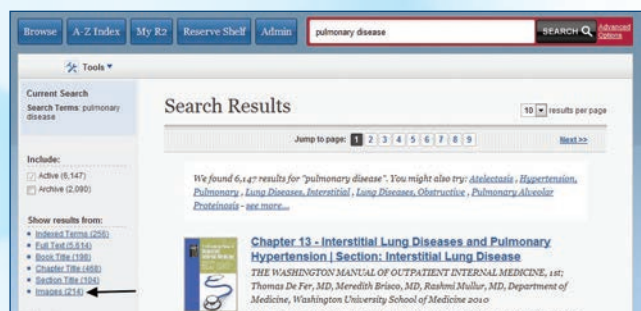 Browse A-Z Index My R2 Reserve Shelf Admin pulmonary disease SEARCH Advanced Options
Tools
Current Search
Search Terms: pulmonary
disease
Search Results
10 results per page
Jump to page: 1 2 3 4 5 6 7 8 9 Next >>
Include:
Active (6,147)
Archive (2,090)
We found 6,147 results for "pulmonary disease". You might also try: Atelectasis , Hypertension,
Pulmonary , Lung Diseases, Interstitial , Lung Diseases, Obstructive , Pulmonary Alveolar
Proteinosis - see more...
Show results from:
Indexed Terms (256)
Full Text (5,614)
Book Title (198)
Chapter Title (468)
Section Title (104)
Images (214)
Chapter 13 - Interstitial Lung Diseases and Pulmonary
Hypertension | Section: Interstitial Lung Disease
THE WASHINGTON MANUAL OF OUTPATIENT INTERNAL MEDICINE, 1st;
Thomas De Fer, MD, Meredith Brisco, MD, Rashmi Mullur, MD, Department of
Medicine, Washington University School of Medicine 2010